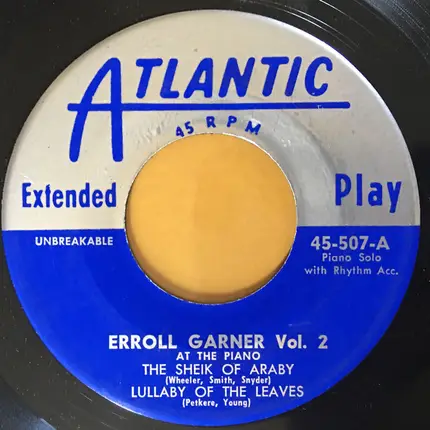 ATLANTIC
45 RPM
Extended Play
UNBREAKABLE
45-507-A
Piano Solo
with Rhythm Acc.
ERROLL GARNER Vol. 2
AT THE PIANO
THE SHEIK OF ARABY
(Wheeler, Smith, Snyder)
LULLABY OF THE LEAVES
(Petkere, Young)